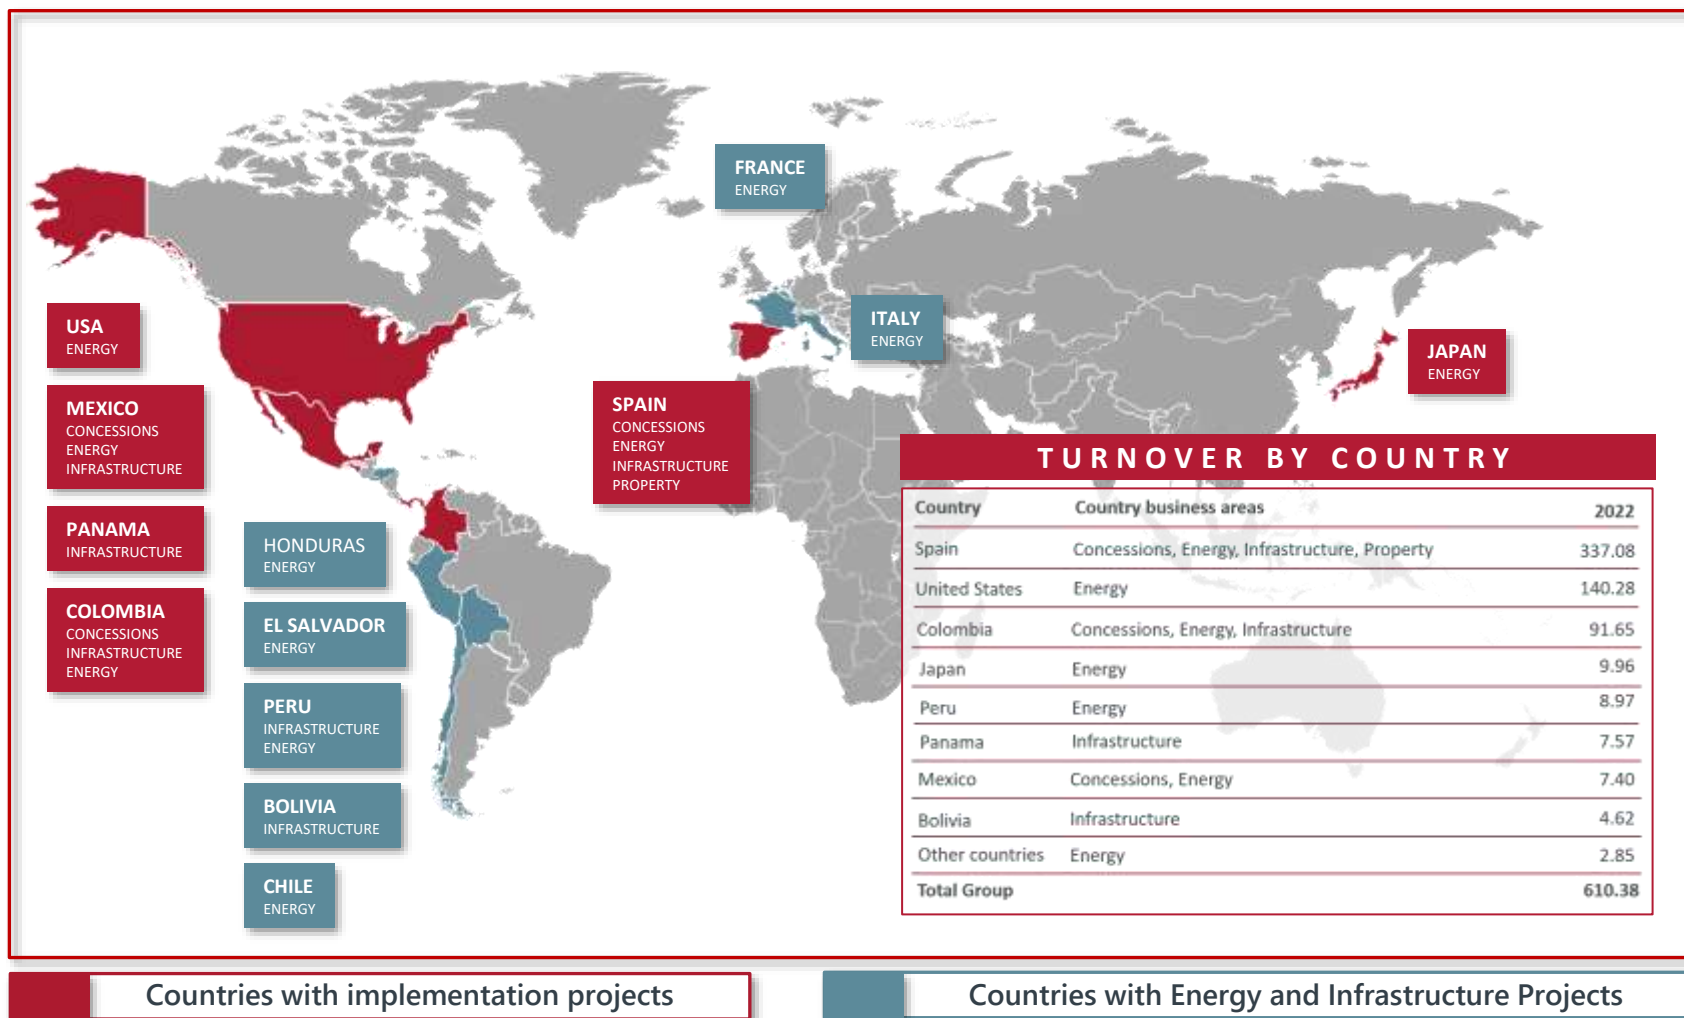 FRANCE
ENERGY
USA
ENERGY
ITALY
ENERGY
JAPAN
ENERGY
MEXICO
CONCESSIONS
ENERGY
INFRASTRUCTURE
SPAIN
CONCESSIONS
ENERGY
INFRASTRUCTURE
PROPERTY
PANAMA
INFRASTRUCTURE
HONDURAS
ENERGY
COLOMBIA
CONCESSIONS
INFRASTRUCTURE
ENERGY
EL SALVADOR
ENERGY
PERU
INFRASTRUCTURE
ENERGY
BOLIVIA
INFRASTRUCTURE
CHILE
ENERGY
TURNOVER BY COUNTRY
Country Country business areas 2022
Spain Concessions, Energy, Infrastructure, Property 337.08
United States Energy 140.28
Colombia Concessions, Energy, Infrastructure 91.65
Japan Energy 9.96
Peru Energy 8.97
Panama Infrastructure 7.57
Mexico Concessions, Energy 7.40
Bolivia Infrastructure 4.62
Other countries Energy 2.85
Total Group 610.38
Countries with implementation projects
Countries with Energy and Infrastructure Projects